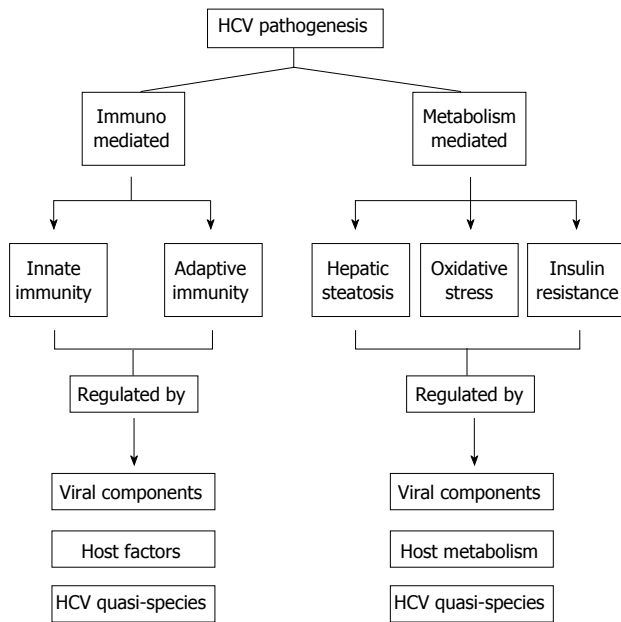 HCV pathogenesis
Immuno
mediated
Metabolism
mediated
Innate
immunity
Adaptive
immunity
Hepatic
steatosis
Oxidative
stress
Insulin
resistance
Regulated by
Regulated by
Viral components
Host factors
HCV quasi-species
Viral components
Host metabolism
HCV quasi-species